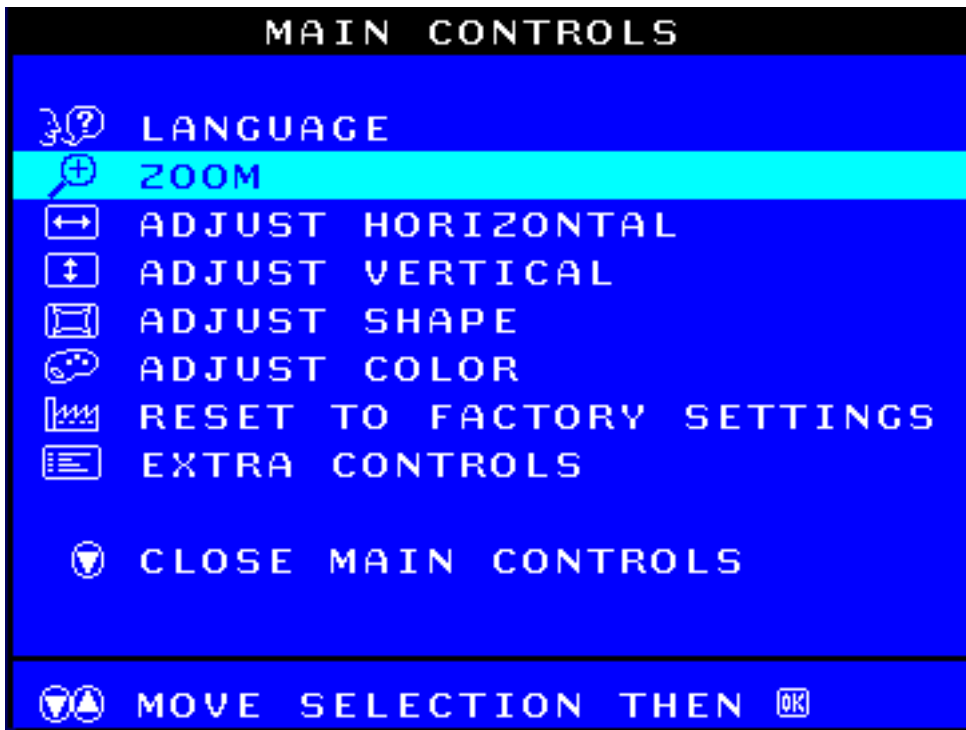 MAIN CONTROLS
LANGUAGE
ZOOM
ADJUST HORIZONTAL
ADJUST VERTICAL
ADJUST SHAPE
ADJUST COLOR
RESET TO FACTORY SETTINGS
EXTRA CONTROLS
CLOSE MAIN CONTROLS
MOVE SELECTION THEN OK